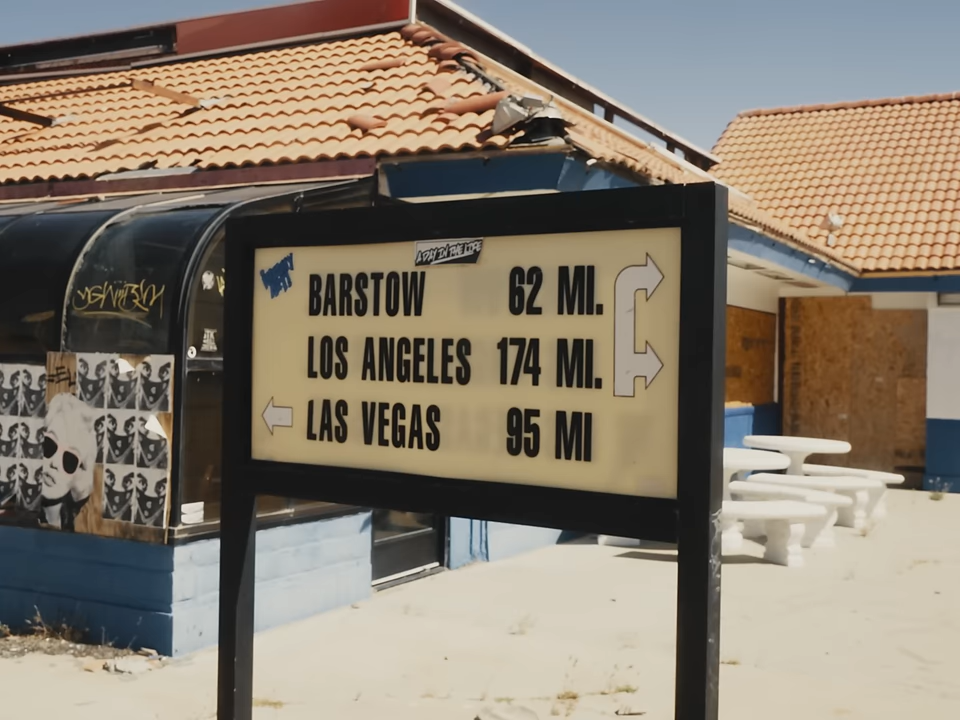 A DAY IN THE LIFE
BARSTOW 62 MI.
LOS ANGELES 174 MI.
LAS VEGAS 95 MI